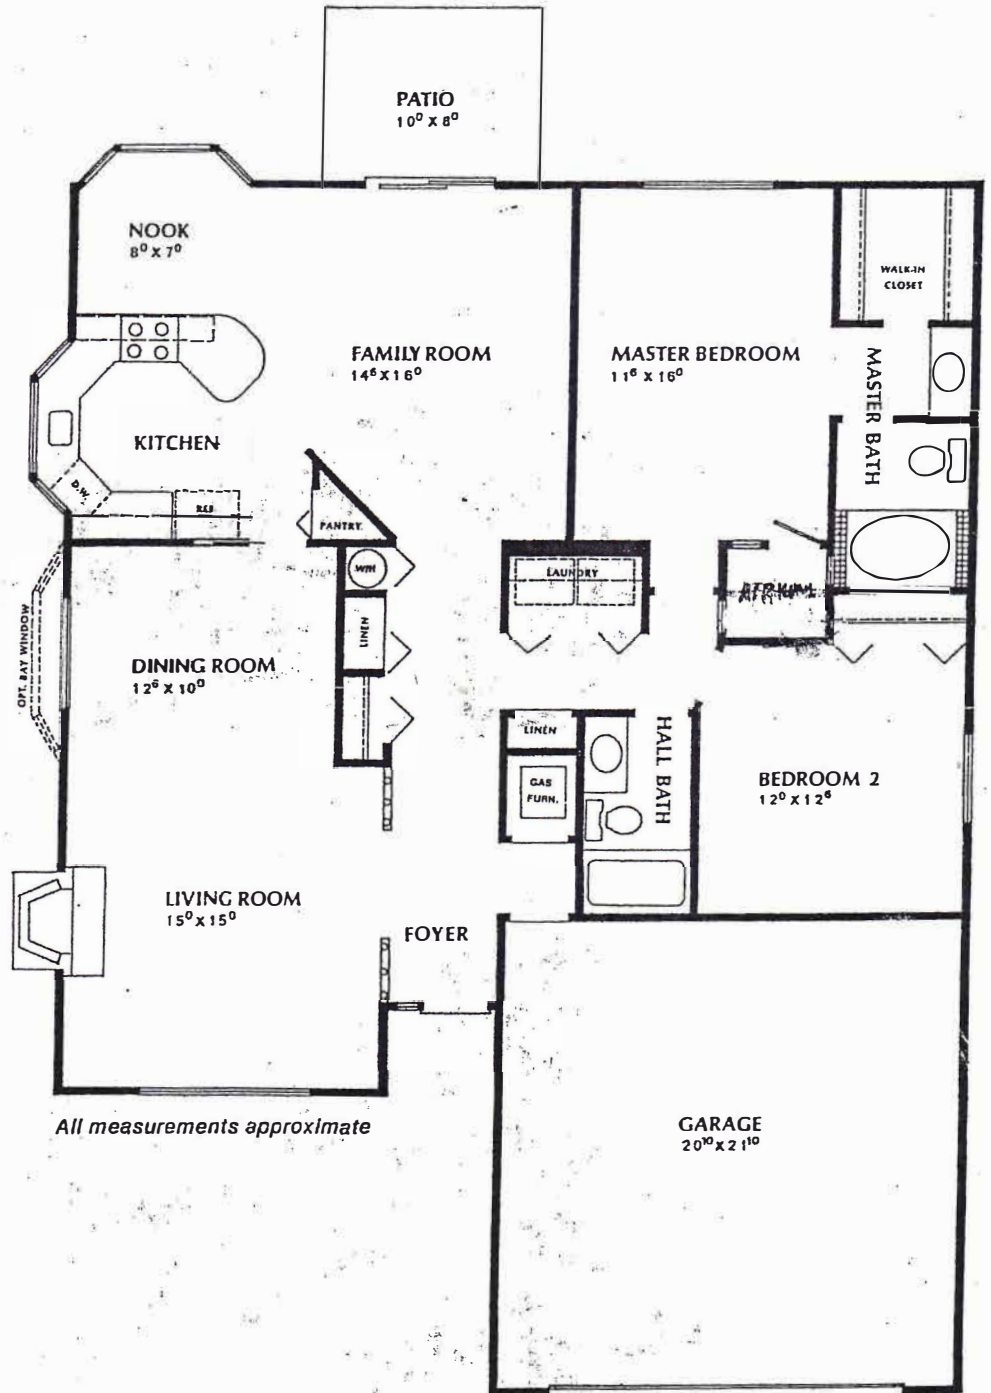 PATIO
10⁰ X 8⁰
NOOK
8⁰ X 7⁰
WALK-IN
CLOSET
FAMILY ROOM
14⁶ X 16⁰
MASTER BEDROOM
11⁶ X 16⁰
MASTER BATH
KITCHEN
D.W.
REF
PANTRY
W/H
LAUNDRY
LINEN
OPT. BAY WINDOW
DINING ROOM
12⁶ X 10⁰
LINEN
GAS
FURN.
HALL BATH
BEDROOM 2
12⁰ X 12⁶
LIVING ROOM
15⁰ X 15⁰
FOYER
All measurements approximate
GARAGE
20¹⁰ X 21¹⁰